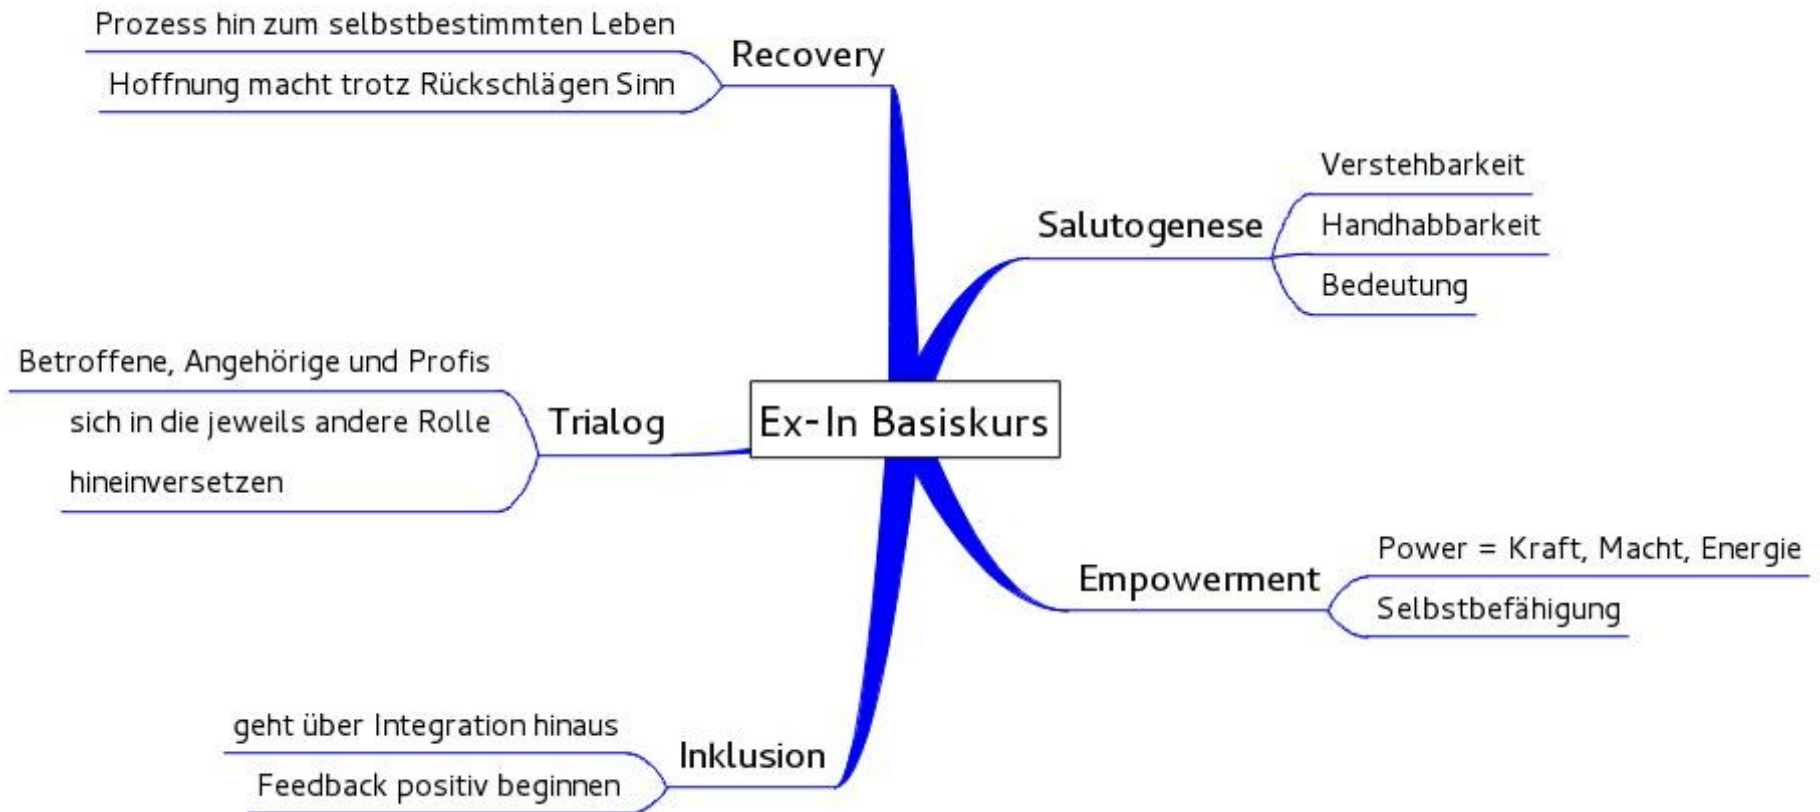 Prozess hin zum selbstbestimmten Leben
Hoffnung macht trotz Rückschlägen Sinn
Recovery
Verstehbarkeit
Salutogenese
Handhabbarkeit
Bedeutung
Betroffene, Angehörige und Profis
sich in die jeweils andere Rolle
hineinversetzen
Trialog
Ex-In Basiskurs
Power = Kraft, Macht, Energie
Empowerment
Selbstbefähigung
geht über Integration hinaus
Feedback positiv beginnen
Inklusion